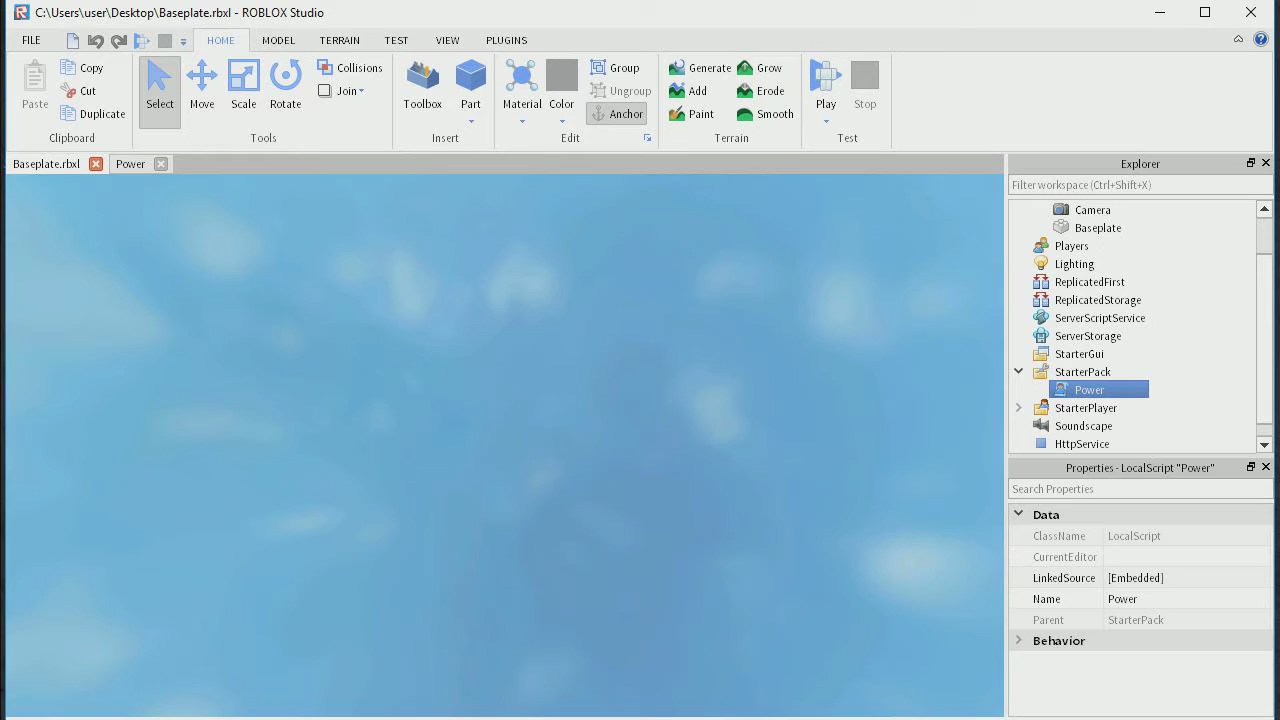 C:\Users\user\Desktop\Baseplate.rbxl - ROBLOX Studio
FILE HOME MODEL TERRAIN TEST VIEW PLUGINS
Paste
Copy
Cut
Duplicate
Clipboard
Select
Move
Scale
Rotate
Collisions
Join
Tools
Toolbox
Part
Insert
Material
Color
Group
Ungroup
Anchor
Edit
Generate
Add
Paint
Grow
Erode
Smooth
Terrain
Play
Stop
Test
Baseplate.rbxl
Power
Explorer
Filter workspace (Ctrl+Shift+X)
Camera
Baseplate
Players
Lighting
ReplicatedFirst
ReplicatedStorage
ServerScriptService
ServerStorage
StarterGui
StarterPack
Power
StarterPlayer
Soundscape
HttpService
Properties - LocalScript "Power"
Search Properties
Data
ClassName LocalScript
CurrentEditor
LinkedSource [Embedded]
Name Power
Parent StarterPack
Behavior